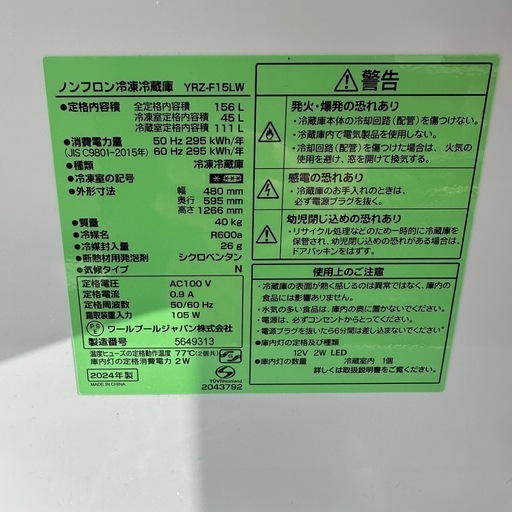 ノンフロン冷凍冷蔵庫 YRZ-F15LW
●定格内容積 全定格内容積 156 L
冷凍室定格内容積 45 L
冷蔵室定格内容積 111 L
●消費電力量 50 Hz 295 kWh/年
(JIS C9801-2015年) 60 Hz 295 kWh/年
●種類 冷凍冷蔵庫
●冷凍室の記号
●外形寸法 幅 480 mm
奥行 595 mm
高さ 1266 mm
●質量 40 kg
●冷媒名 R600a
●冷媒封入量 26 g
●断熱材用発泡剤 シクロペンタン
●気候タイプ N
定格電圧 AC100 V
定格電流 0.9 A
定格周波数 50/60 Hz
霜取装置入力 105 W
PSE ワールプールジャパン株式会社
製造番号 5649313
温度ヒューズの定格動作温度 77℃(2個共)
庫内灯の定格消費電力 2 W
2024年製
MADE IN CHINA
TÜVRheinland
2043792
警告
発火・爆発の恐れあり
・冷蔵庫本体の冷却回路(配管)を傷つけない。
・冷蔵庫内で電気製品を使用しない。
・冷却回路(配管)を傷つけた場合は、火気の
使用を避け、窓を開けて換気する。
感電の恐れあり
・冷蔵庫のお手入れのときは、
必ず電源プラグを抜く。
幼児閉じ込めの恐れあり
・リサイクル処理などのため一時的に冷蔵庫を
保管し、幼児閉じ込めが懸念される場合は、
ドアパッキンをはずす。
使用上のご注意
・冷蔵庫の表面が熱く感じるのは異常ではなく、庫内の
食品には影響がありません。
・水気の多い食品は、庫内の奥に置かないでください。
・電源は、必ずコンセントからとってください。
・電源プラグを抜いたら6分間は差し込まないでください。
●庫内灯の定格及び種類
12V 2W LED
●庫内灯の数量 冷蔵室内 1個
詳しくは取扱説明書をご覧ください